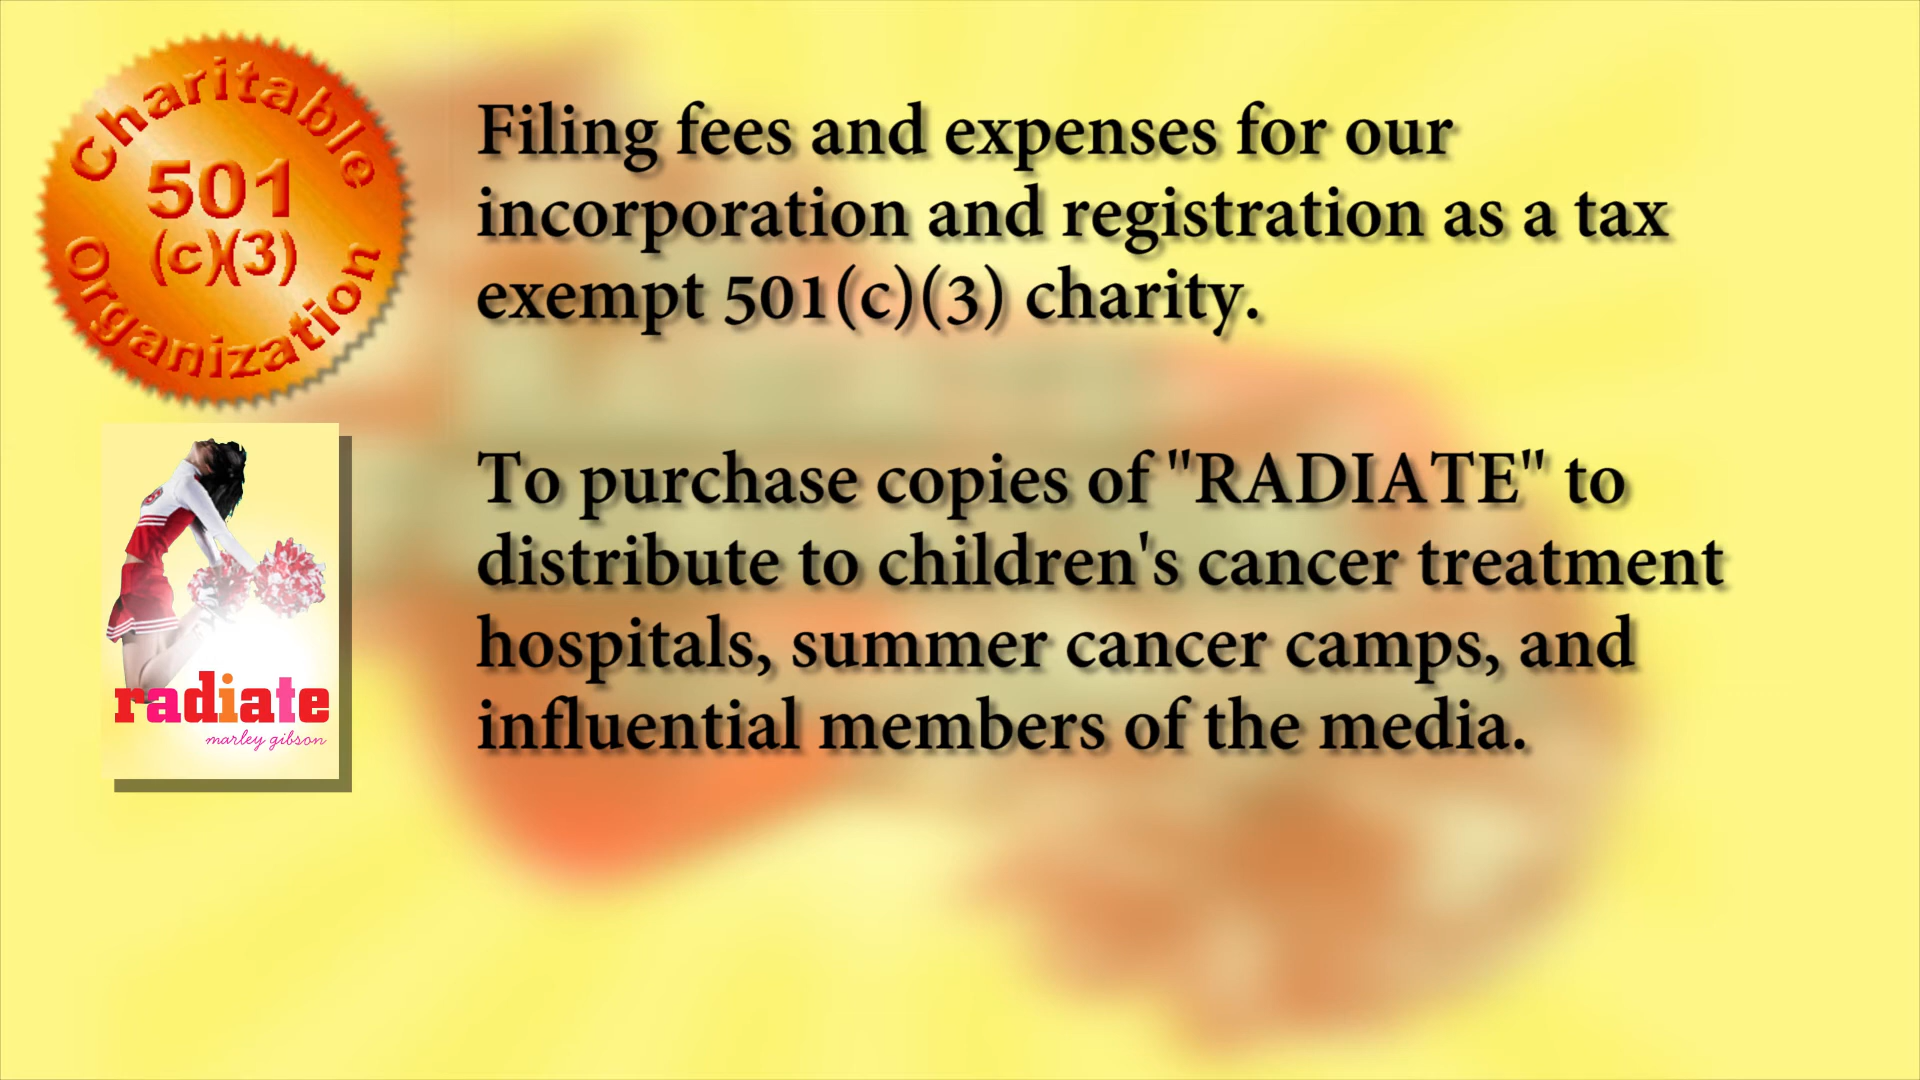 Charitable
501
(c)(3)
Organization
Filing fees and expenses for our
incorporation and registration as a tax
exempt 501(c)(3) charity.
radiate
marley gibson
To purchase copies of "RADIATE" to
distribute to children's cancer treatment
hospitals, summer cancer camps, and
influential members of the media.